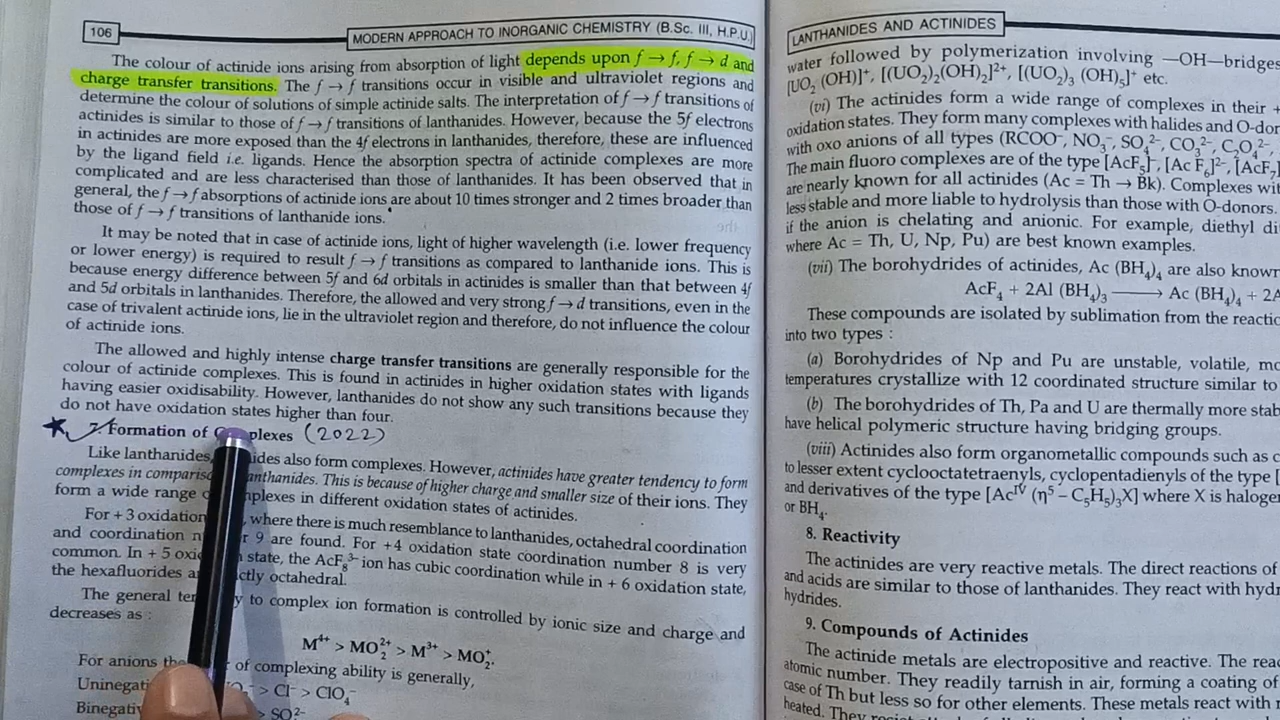 106
MODERN APPROACH TO INORGANIC CHEMISTRY (B.Sc. III, H.P.U.)
The colour of actinide ions arising from absorption of light depends upon f → f, f → d and
charge transfer transitions. The f → f transitions occur in visible and ultraviolet regions and
determine the colour of solutions of simple actinide salts. The interpretation of f → f transitions of
actinides is similar to those of f → f transitions of lanthanides. However, because the 5f electrons
in actinides are more exposed than the 4f electrons in lanthanides, therefore, these are influenced
by the ligand field i.e. ligands. Hence the absorption spectra of actinide complexes are more
complicated and are less characterised than those of lanthanides. It has been observed that in
general, the f → f absorptions of actinide ions are about 10 times stronger and 2 times broader than
those of f → f transitions of lanthanide ions.
It may be noted that in case of actinide ions, light of higher wavelength (i.e. lower frequency
or lower energy) is required to result f → f transitions as compared to lanthanide ions. This is
because energy difference between 5f and 6d orbitals in actinides is smaller than that between 4f
and 5d orbitals in lanthanides. Therefore, the allowed and very strong f → d transitions, even in the
case of trivalent actinide ions, lie in the ultraviolet region and therefore, do not influence the colour
of actinide ions.
The allowed and highly intense charge transfer transitions are generally responsible for the
colour of actinide complexes. This is found in actinides in higher oxidation states with ligands
having easier oxidisability. However, lanthanides do not show any such transitions because they
do not have oxidation states higher than four.
7. Formation of plexes (2022)
Like lanthanides, ides also form complexes. However, actinides have greater tendency to form
complexes in comparis anthanides. This is because of higher charge and smaller size of their ions. They
form a wide range mplexes in different oxidation states of actinides.
For + 3 oxidation , where there is much resemblance to lanthanides, octahedral coordination
and coordination n r 9 are found. For +4 oxidation state coordination number 8 is very
common. In + 5 oxi state, the AcF₈³⁻ ion has cubic coordination while in + 6 oxidation state,
the hexafluorides a ctly octahedral.
The general ten y to complex ion formation is controlled by ionic size and charge and
decreases as :
M⁴⁺ > MO₂²⁺ > M³⁺ > MO₂⁺.
For anions the of complexing ability is generally,
Uninegati > Cl⁻ > ClO₄⁻
Binegativ > SO₄²⁻
LANTHANIDES AND ACTINIDES
water followed by polymerization involving —OH—bridges
[UO₂ (OH)]⁺, [(UO₂)₂(OH)₂]²⁺, [(UO₂)₃ (OH)₅]⁺ etc.
(vi) The actinides form a wide range of complexes in their +
oxidation states. They form many complexes with halides and O-do
with oxo anions of all types (RCOO⁻, NO₃⁻, SO₄²⁻, CO₃²⁻, C₂O₄²⁻,
The main fluoro complexes are of the type [AcF₅]⁻, [Ac F₆]²⁻, [AcF₇]
are nearly known for all actinides (Ac = Th → Bk). Complexes wi
less stable and more liable to hydrolysis than those with O-donors.
if the anion is chelating and anionic. For example, diethyl di
where Ac = Th, U, Np, Pu) are best known examples.
(vii) The borohydrides of actinides, Ac (BH₄)₄ are also known
AcF₄ + 2Al (BH₄)₃ ⟶ Ac (BH₄)₄ + 2A
These compounds are isolated by sublimation from the reactio
into two types :
(a) Borohydrides of Np and Pu are unstable, volatile, mo
temperatures crystallize with 12 coordinated structure similar to
(b) The borohydrides of Th, Pa and U are thermally more stab
have helical polymeric structure having bridging groups.
(viii) Actinides also form organometallic compounds such as c
to lesser extent cyclooctatetraenyls, cyclopentadienyls of the type [
and derivatives of the type [Acᴵⱽ (η⁵ – C₅H₅)₃X] where X is haloge
or BH₄.
8. Reactivity
The actinides are very reactive metals. The direct reactions of
and acids are similar to those of lanthanides. They react with hyd
hydrides.
9. Compounds of Actinides
The actinide metals are electropositive and reactive. The rea
atomic number. They readily tarnish in air, forming a coating of
case of Th but less so for other elements. These metals react with
heated. They